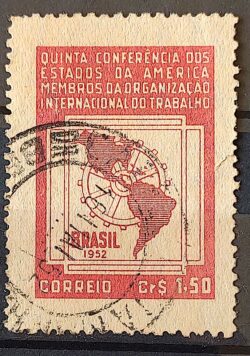 QUINTA CONFERÊNCIA DOS
ESTADOS DA AMERICA
MEMBROS DA ORGANIZAÇÃO
INTERNACIONAL DO TRABALHO
BRASIL
1952
CORREIO Cr$ 1,50